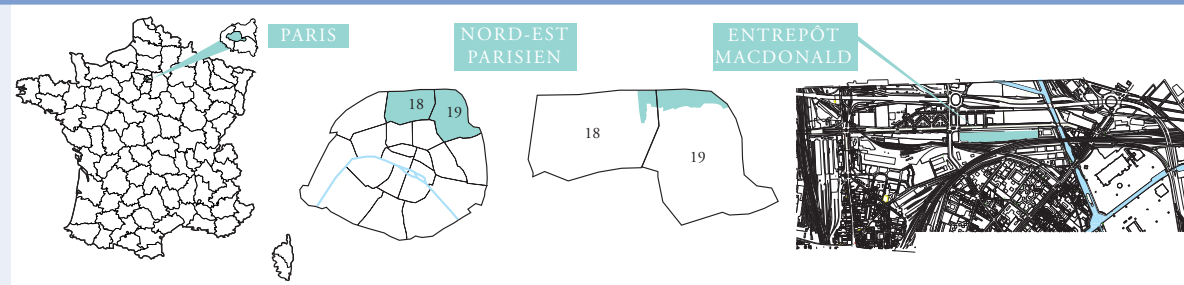 PARIS
NORD-EST
PARISIEN
ENTREPÔT
MACDONALD
18
19
18
19